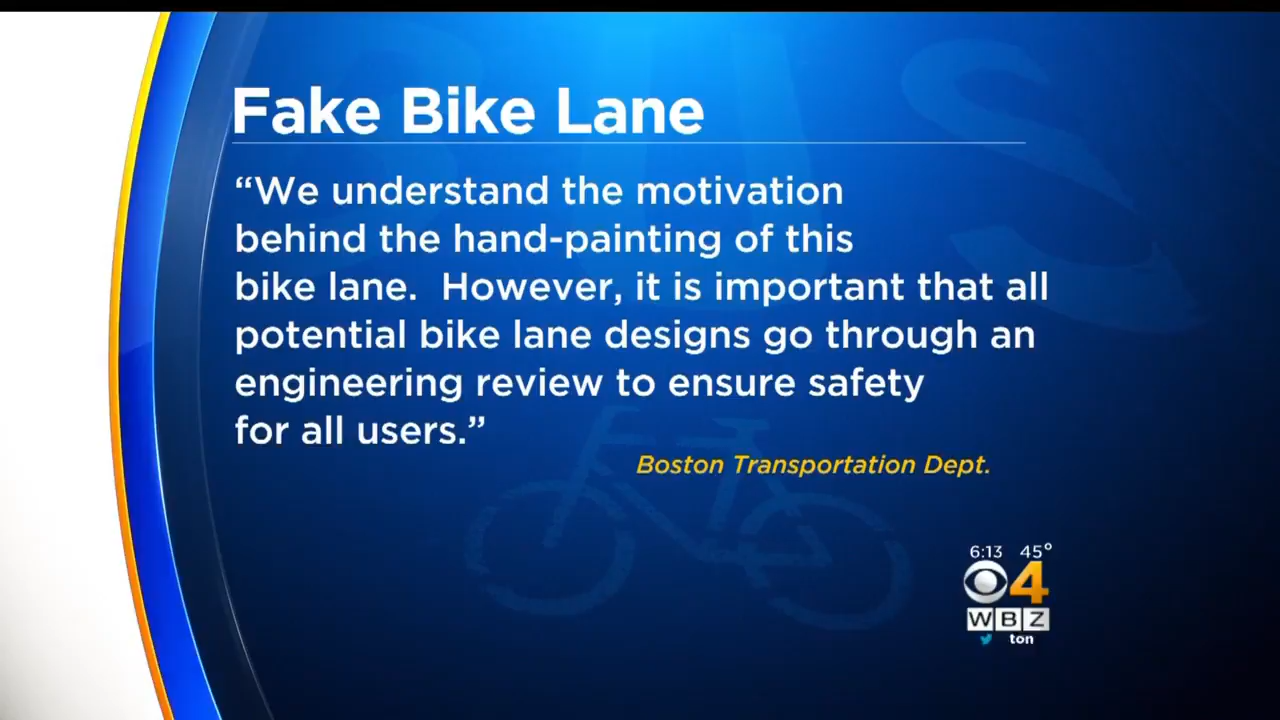 BUS
Fake Bike Lane
“We understand the motivation
behind the hand-painting of this
bike lane.  However, it is important that all
potential bike lane designs go through an
engineering review to ensure safety
for all users.”
Boston Transportation Dept.
6:13 45°
4
WBZ
ton